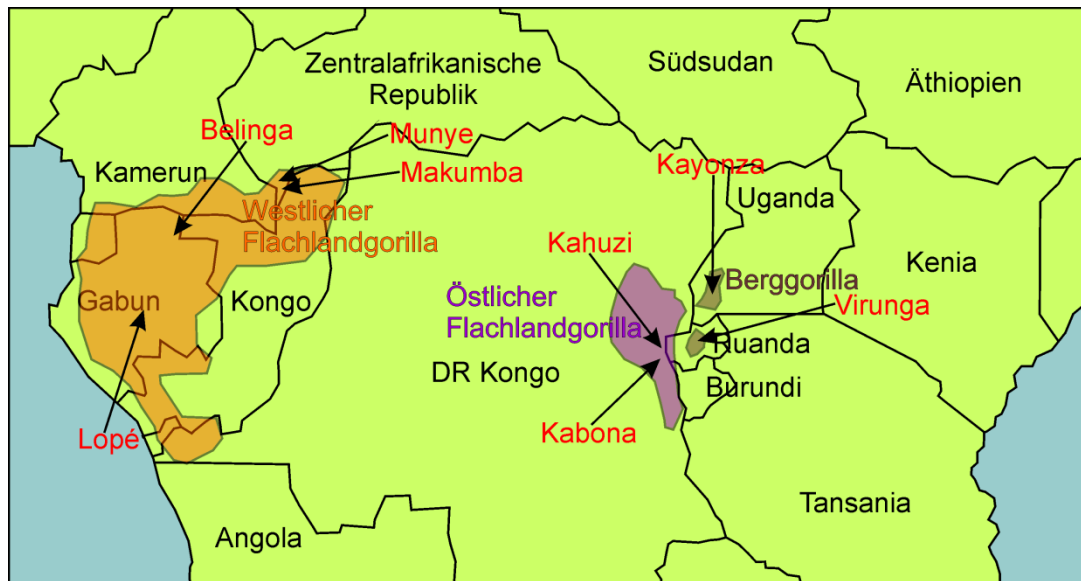 Zentralafrikanische
Republik
Südsudan
Äthiopien
Belinga
Munye
Kamerun
Makumba
Kayonza
Uganda
Westlicher
Flachlandgorilla
Kahuzi
Kenia
Berggorilla
Gabun
Kongo
Östlicher
Flachlandgorilla
Virunga
Ruanda
DR Kongo
Burundi
Lopé
Kabona
Tansania
Angola